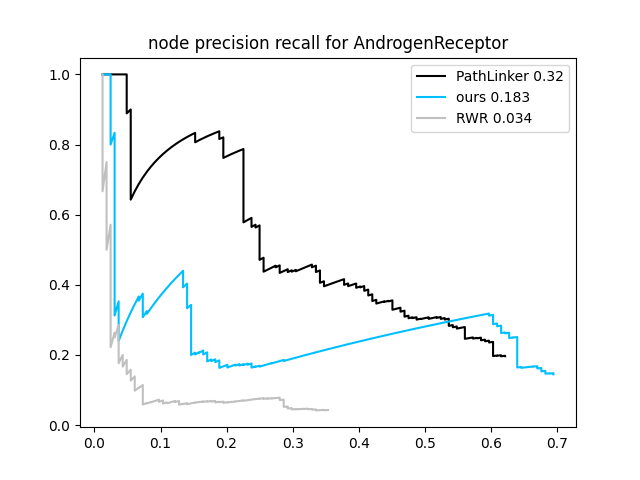 node precision recall for AndrogenReceptor
PathLinker 0.32
ours 0.183
RWR 0.034
1.0
0.8
0.6
0.4
0.2
0.0
0.0 0.1 0.2 0.3 0.4 0.5 0.6 0.7